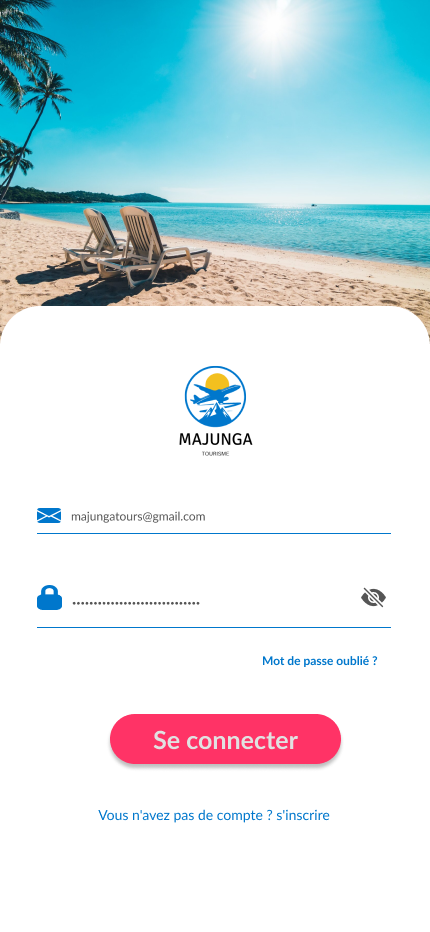 MAJUNGA
TOURISME
majungatours@gmail.com
..............................
Mot de passe oublié ?
Se connecter
Vous n'avez pas de compte ? s'inscrire